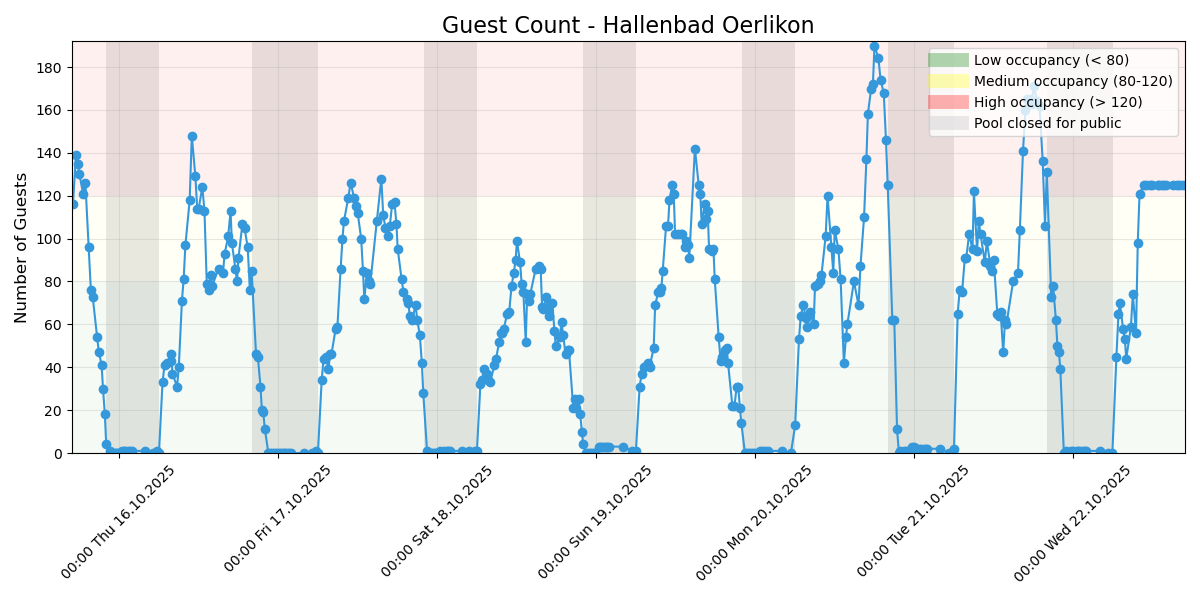 Guest Count - Hallenbad Oerlikon
Number of Guests
180
160
140
120
100
80
60
40
20
0
Low occupancy (< 80)
Medium occupancy (80-120)
High occupancy (> 120)
Pool closed for public
00:00 Thu 16.10.2025
00:00 Fri 17.10.2025
00:00 Sat 18.10.2025
00:00 Sun 19.10.2025
00:00 Mon 20.10.2025
00:00 Tue 21.10.2025
00:00 Wed 22.10.2025